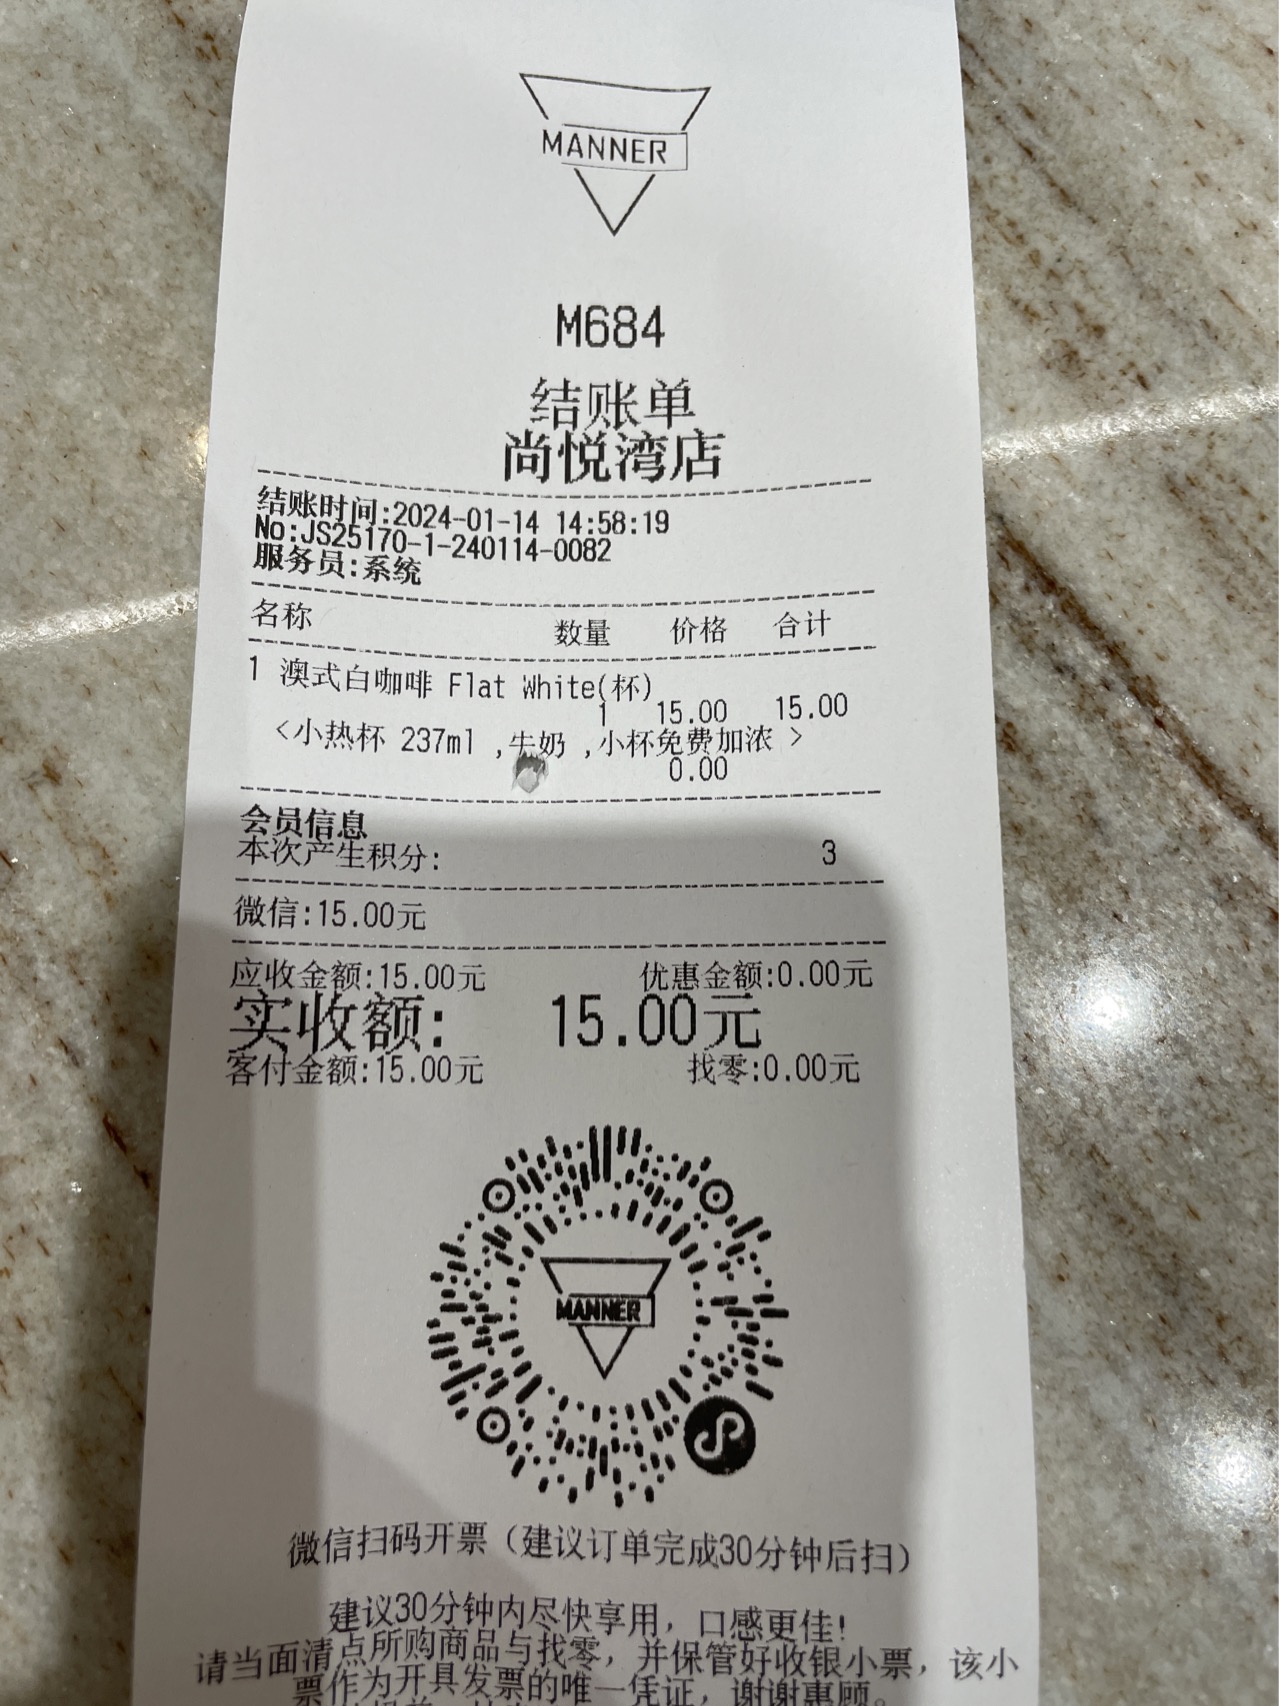 MANNER
M684
结账单
尚悦湾店
结账时间:2024-01-14 14:58:19
No:JS25170-1-240114-0082
服务员:系统
名称 数量 价格 合计
1 澳式白咖啡 Flat White(杯)
1 15.00 15.00
<小热杯 237ml ,牛奶 ,小杯免费加浓 >
0.00
会员信息
本次产生积分: 3
微信:15.00元
应收金额:15.00元 优惠金额:0.00元
实收额: 15.00元
客付金额:15.00元 找零:0.00元
MANNER
微信扫码开票（建议订单完成30分钟后扫）
建议30分钟内尽快享用，口感更佳!
请当面清点所购商品与找零，并保管好收银小票，该小
票作为开具发票的唯一凭证，谢谢惠顾。